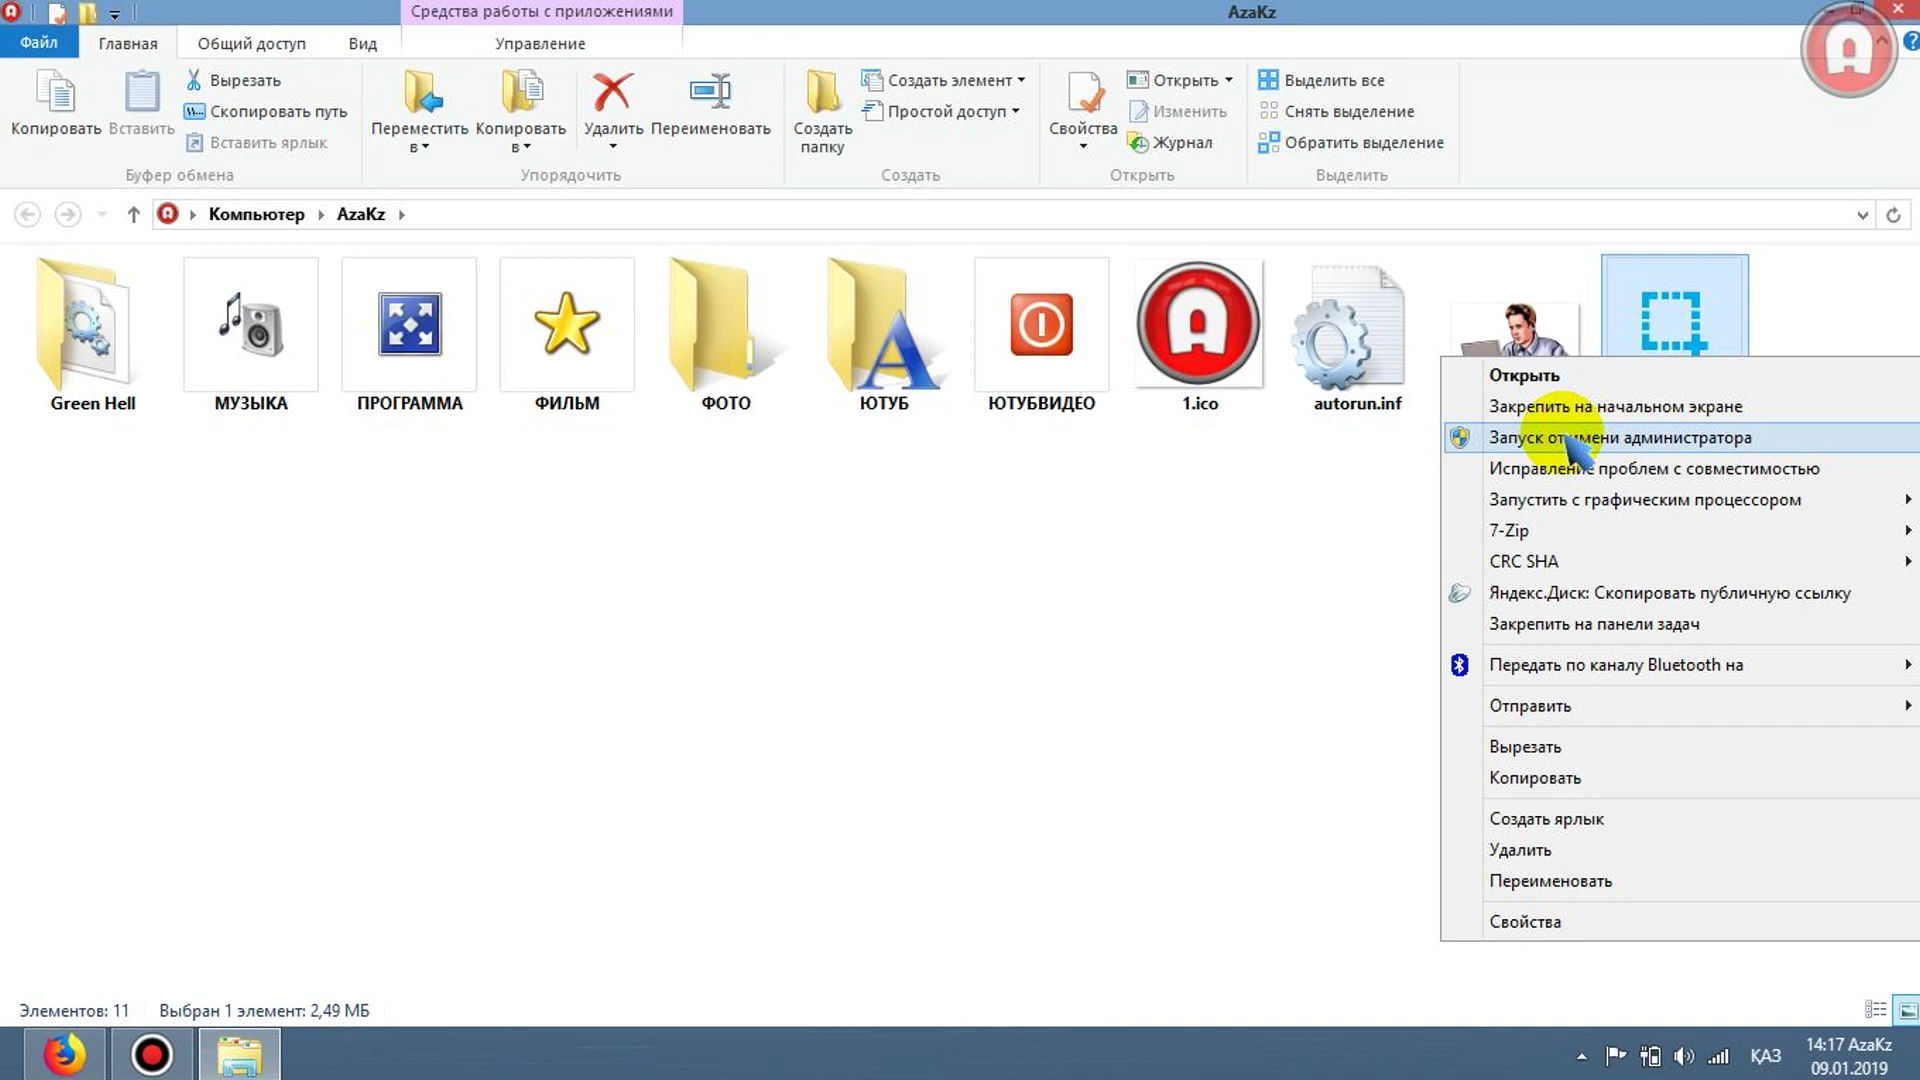 Средства работы с приложениями
AzaKz
Файл
Главная
Общий доступ
Вид
Управление
Копировать
Вставить
Вырезать
Скопировать путь
Вставить ярлык
Буфер обмена
Переместить в
Копировать в
Удалить
Переименовать
Упорядочить
Создать папку
Создать элемент
Простой доступ
Создать
Свойства
Открыть
Изменить
Журнал
Открыть
Выделить все
Снять выделение
Обратить выделение
Выделить
Компьютер
AzaKz
Green Hell
МУЗЫКА
ПРОГРАММА
ФИЛЬМ
ФОТО
ЮТУБ
ЮТУБВИДЕО
1.ico
autorun.inf
Открыть
Закрепить на начальном экране
Запуск от имени администратора
Исправление проблем с совместимостью
Запустить с графическим процессором
7-Zip
CRC SHA
Яндекс.Диск: Скопировать публичную ссылку
Закрепить на панели задач
Передать по каналу Bluetooth на
Отправить
Вырезать
Копировать
Создать ярлык
Удалить
Переименовать
Свойства
Элементов: 11
Выбран 1 элемент: 2,49 МБ
ҚАЗ
14:17 AzaKz
09.01.2019